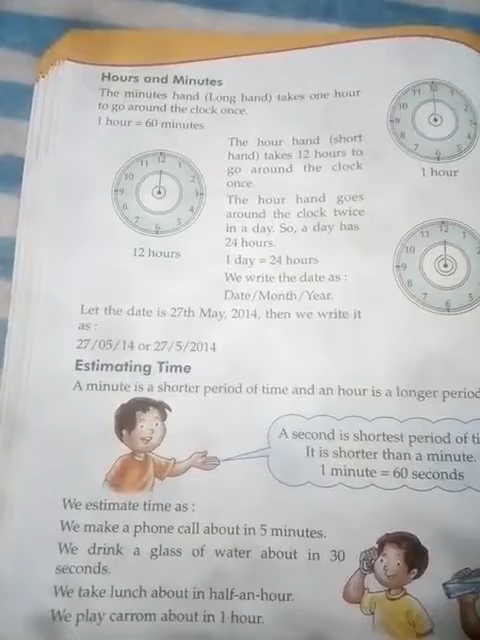 Hours and Minutes
The minutes hand (Long hand) takes one hour
to go around the clock once.
1 hour = 60 minutes
1 hour
The hour hand (short
hand) takes 12 hours to
go around the clock
once.
12 hours
The hour hand goes
around the clock twice
in a day. So, a day has
24 hours.
1 day = 24 hours
We write the date as :
Date/Month/Year.
Let the date is 27th May, 2014, then we write it
as :
27/05/14 or 27/5/2014
Estimating Time
A minute is a shorter period of time and an hour is a longer period
A second is shortest period of ti
It is shorter than a minute.
1 minute = 60 seconds
We estimate time as :
We make a phone call about in 5 minutes.
We drink a glass of water about in 30
seconds.
We take lunch about in half-an-hour.
We play carrom about in 1 hour.